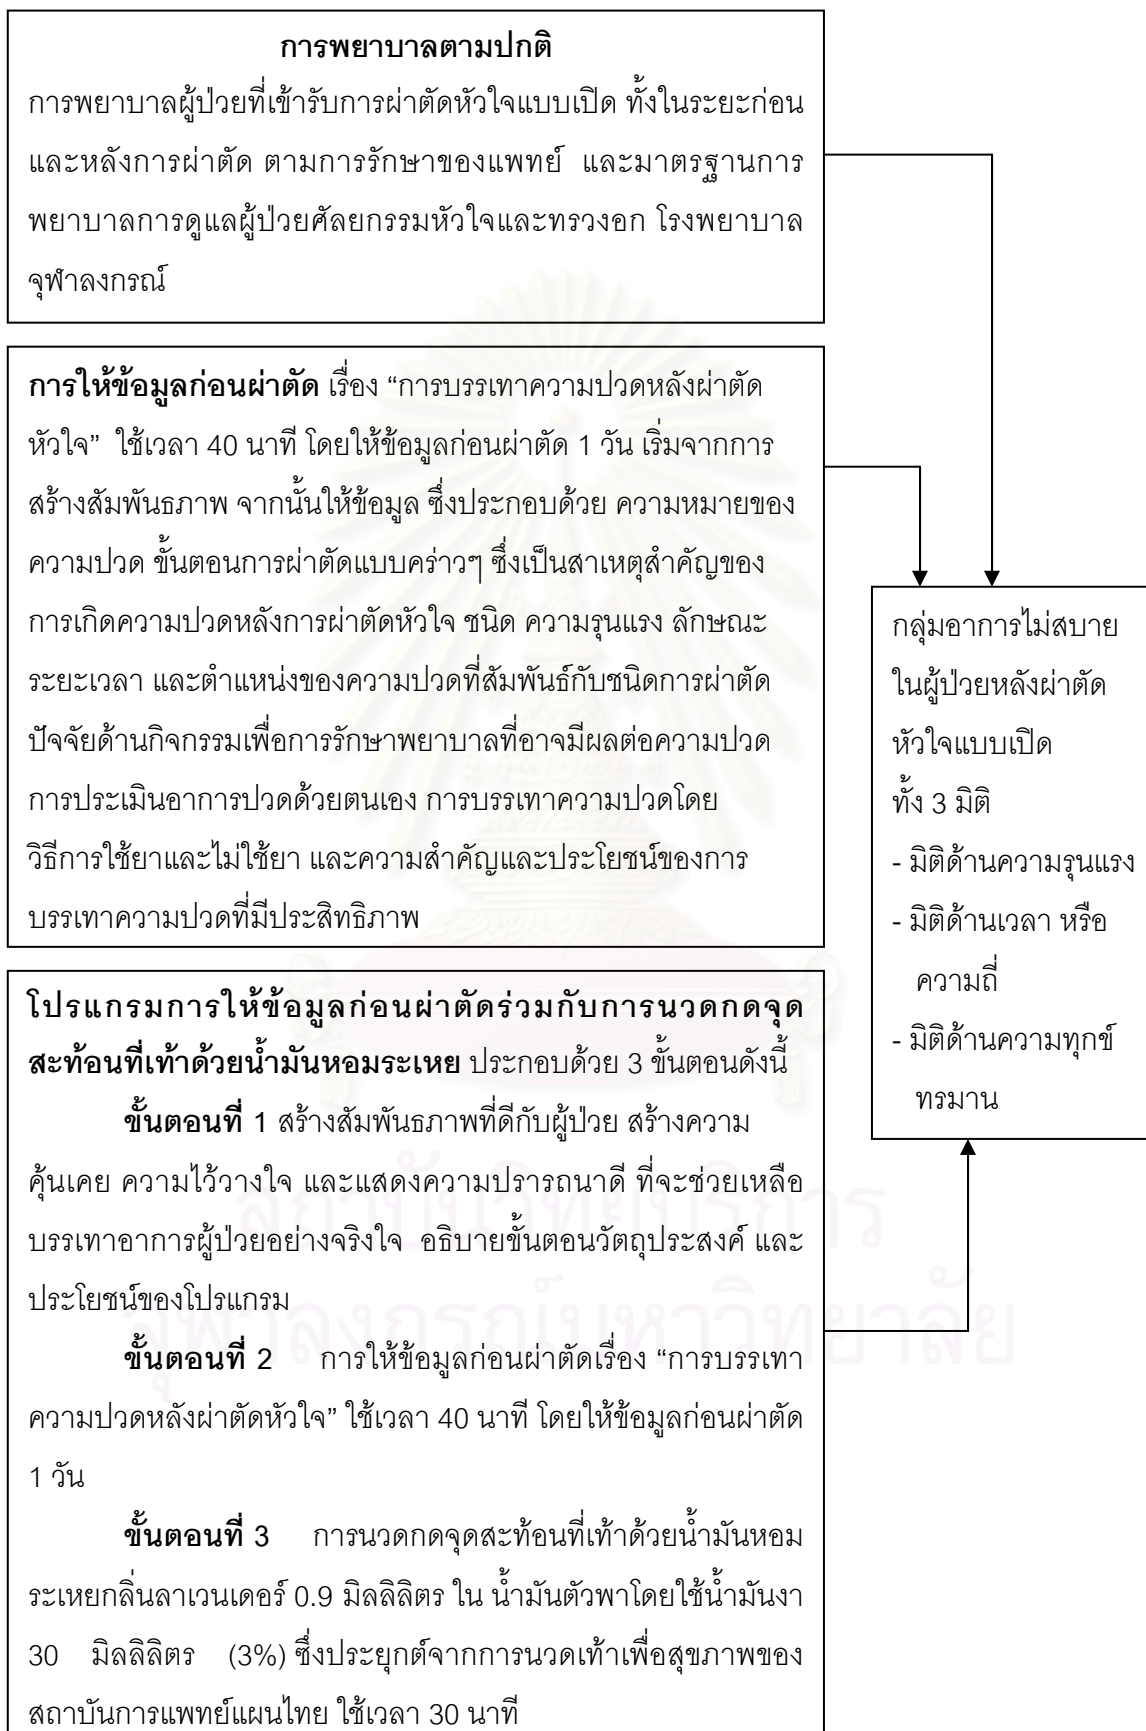 การพยาบาลตามปกติ
การพยาบาลผู้ป่วยที่เข้ารับการผ่าตัดหัวใจแบบเปิด ทั้งในระยะก่อน
และหลังการผ่าตัด ตามการรักษาของแพทย์ และมาตรฐานการ
พยาบาลการดูแลผู้ป่วยศัลยกรรมหัวใจและทรวงอก โรงพยาบาล
จุฬาลงกรณ์
การให้ข้อมูลก่อนผ่าตัด เรื่อง “การบรรเทาความปวดหลังผ่าตัด
หัวใจ” ใช้เวลา 40 นาที โดยให้ข้อมูลก่อนผ่าตัด 1 วัน เริ่มจากการ
สร้างสัมพันธภาพ จากนั้นให้ข้อมูล ซึ่งประกอบด้วย ความหมายของ
ความปวด ขั้นตอนการผ่าตัดแบบคร่าวๆ ซึ่งเป็นสาเหตุสำคัญของ
การเกิดความปวดหลังการผ่าตัดหัวใจ ชนิด ความรุนแรง ลักษณะ
ระยะเวลา และตำแหน่งของความปวดที่สัมพันธ์กับชนิดการผ่าตัด
ปัจจัยด้านกิจกรรมเพื่อการรักษาพยาบาลที่อาจมีผลต่อความปวด
การประเมินอาการปวดด้วยตนเอง การบรรเทาความปวดโดย
วิธีการใช้ยาและไม่ใช้ยา และความสำคัญและประโยชน์ของการ
บรรเทาความปวดที่มีประสิทธิภาพ
โปรแกรมการให้ข้อมูลก่อนผ่าตัดร่วมกับการนวดกดจุด
สะท้อนที่เท้าด้วยน้ำมันหอมระเหย ประกอบด้วย 3 ขั้นตอนดังนี้
ขั้นตอนที่ 1 สร้างสัมพันธภาพที่ดีกับผู้ป่วย สร้างความ
คุ้นเคย ความไว้วางใจ และแสดงความปรารถนาดี ที่จะช่วยเหลือ
บรรเทาอาการผู้ป่วยอย่างจริงใจ อธิบายขั้นตอนวัตถุประสงค์ และ
ประโยชน์ของโปรแกรม
ขั้นตอนที่ 2 การให้ข้อมูลก่อนผ่าตัดเรื่อง “การบรรเทา
ความปวดหลังผ่าตัดหัวใจ” ใช้เวลา 40 นาที โดยให้ข้อมูลก่อนผ่าตัด
1 วัน
ขั้นตอนที่ 3 การนวดกดจุดสะท้อนที่เท้าด้วยน้ำมันหอม
ระเหยกลิ่นลาเวนเดอร์ 0.9 มิลลิลิตร ใน น้ำมันตัวพาโดยใช้น้ำมันงา
30 มิลลิลิตร (3%) ซึ่งประยุกต์จากการนวดเท้าเพื่อสุขภาพของ
สถาบันการแพทย์แผนไทย ใช้เวลา 30 นาที
กลุ่มอาการไม่สบาย
ในผู้ป่วยหลังผ่าตัด
หัวใจแบบเปิด
ทั้ง 3 มิติ
- มิติด้านความรุนแรง
- มิติด้านเวลา หรือ
ความถี่
- มิติด้านความทุกข์
ทรมาน
สถาบันวิทยบริการ
จุฬาลงกรณ์มหาวิทยาลัย